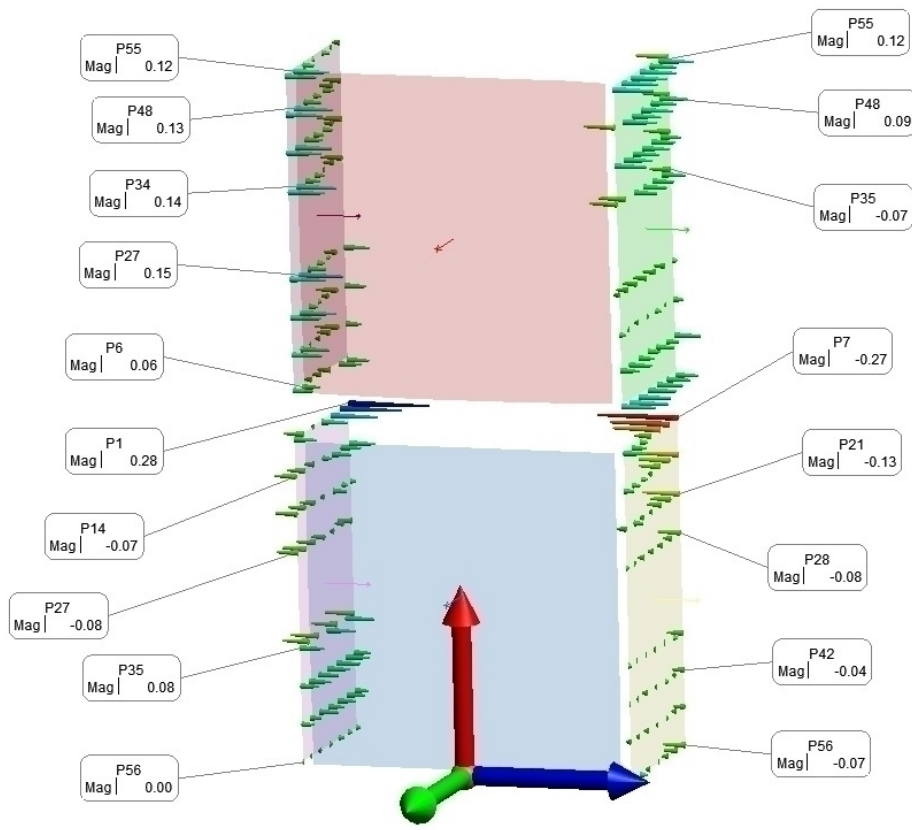 P55
Mag 0.12
P48
Mag 0.13
P34
Mag 0.14
P27
Mag 0.15
P6
Mag 0.06
P1
Mag 0.28
P14
Mag -0.07
P27
Mag -0.08
P35
Mag 0.08
P56
Mag 0.00
P55
Mag 0.12
P48
Mag 0.09
P35
Mag -0.07
P7
Mag -0.27
P21
Mag -0.13
P28
Mag -0.08
P42
Mag -0.04
P56
Mag -0.07